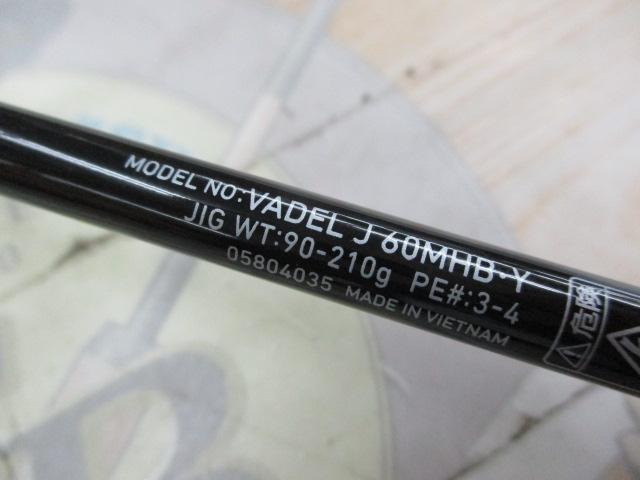 MODEL NO:VADEL J 60MHB・Y
JIG WT:90-210g PE#:3-4
05804035 MADE IN VIETNAM
危険